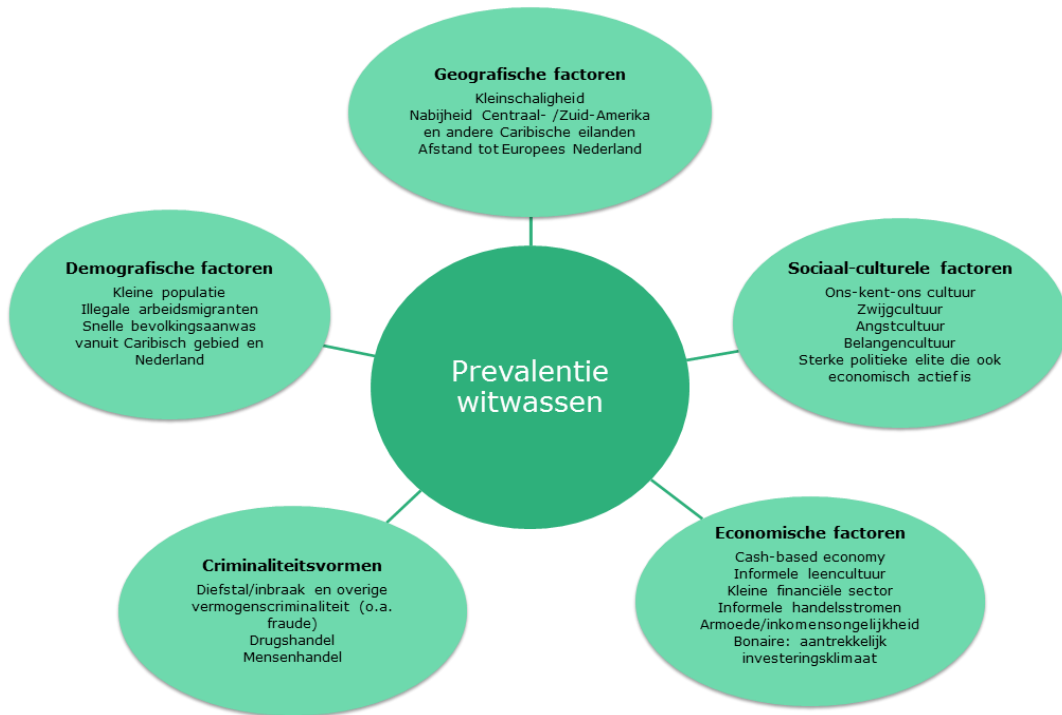 Geografische factoren
Kleinschaligheid
Nabijheid Centraal- /Zuid-Amerika
en andere Caribische eilanden
Afstand tot Europees Nederland
Demografische factoren
Kleine populatie
Illegale arbeidsmigranten
Snelle bevolkingsaanwas
vanuit Caribisch gebied en
Nederland
Sociaal-culturele factoren
Ons-kent-ons cultuur
Zwijgcultuur
Angstcultuur
Belangencultuur
Sterke politieke elite die ook
economisch actief is
Prevalentie
witwassen
Criminaliteitsvormen
Diefstal/inbraak en overige
vermogenscriminaliteit (o.a.
fraude)
Drugshandel
Mensenhandel
Economische factoren
Cash-based economy
Informele leencultuur
Kleine financiële sector
Informele handelsstromen
Armoede/inkomensongelijkheid
Bonaire: aantrekkelijk
investeringsklimaat